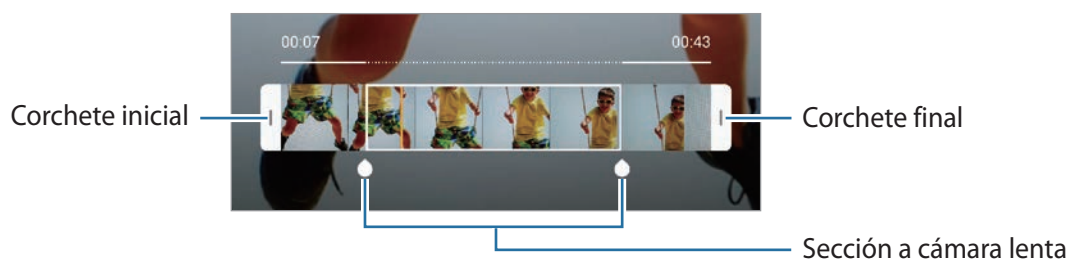 00:07
00:43
Corchete inicial
Corchete final
Sección a cámara lenta